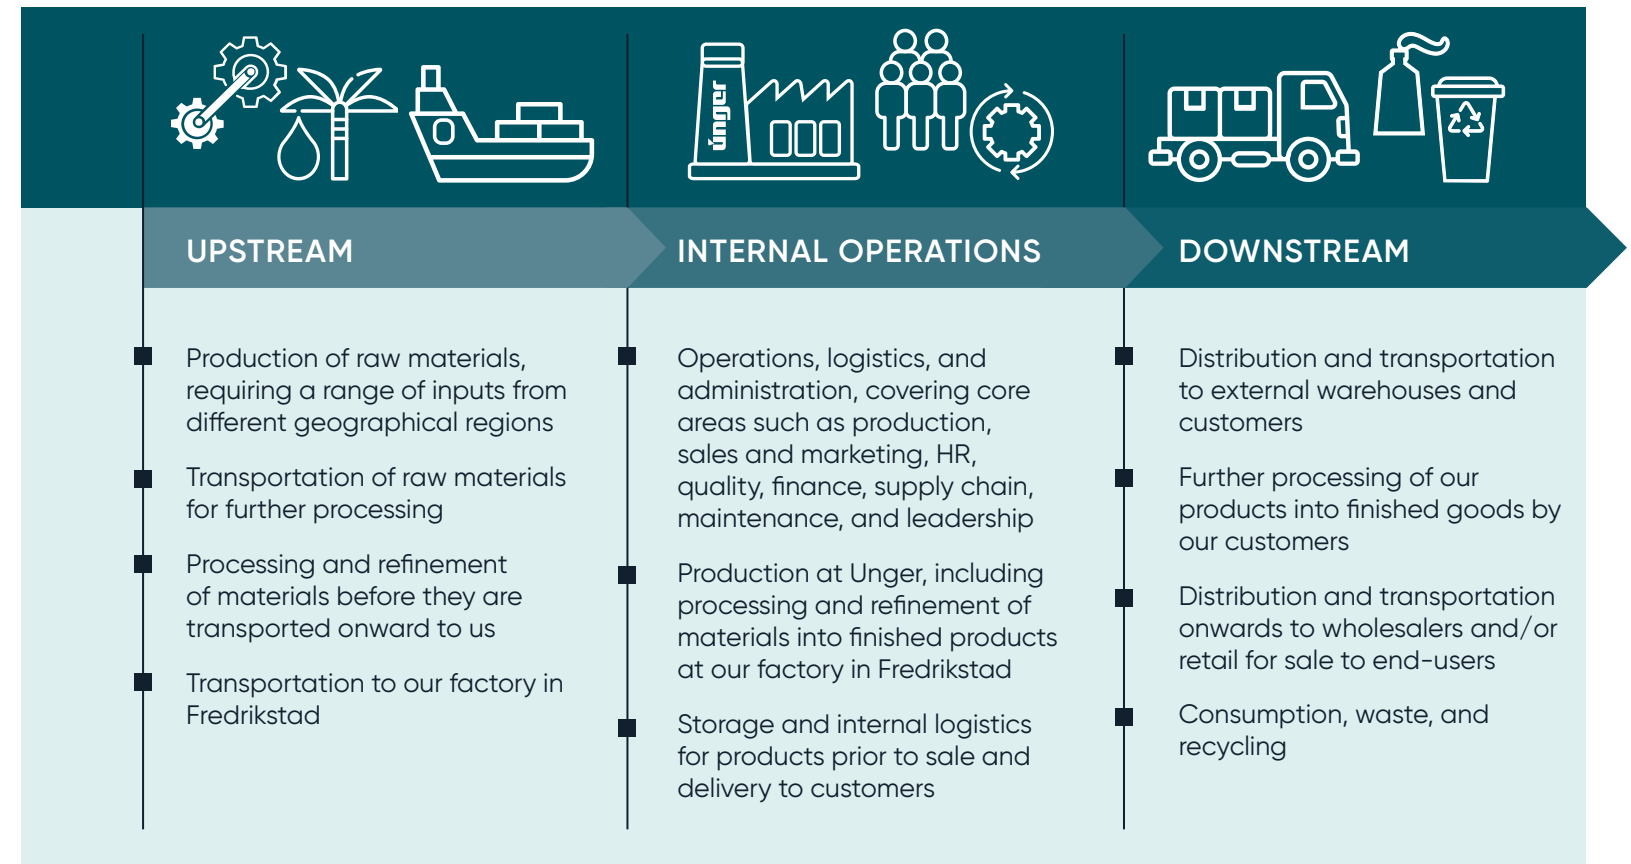 únger
UPSTREAM
INTERNAL OPERATIONS
DOWNSTREAM
Production of raw materials,
requiring a range of inputs from
different geographical regions
Transportation of raw materials
for further processing
Processing and refinement
of materials before they are
transported onward to us
Transportation to our factory in
Fredrikstad
Operations, logistics, and
administration, covering core
areas such as production,
sales and marketing, HR,
quality, finance, supply chain,
maintenance, and leadership
Production at Unger, including
processing and refinement of
materials into finished products
at our factory in Fredrikstad
Storage and internal logistics
for products prior to sale and
delivery to customers
Distribution and transportation
to external warehouses and
customers
Further processing of our
products into finished goods by
our customers
Distribution and transportation
onwards to wholesalers and/or
retail for sale to end-users
Consumption, waste, and
recycling